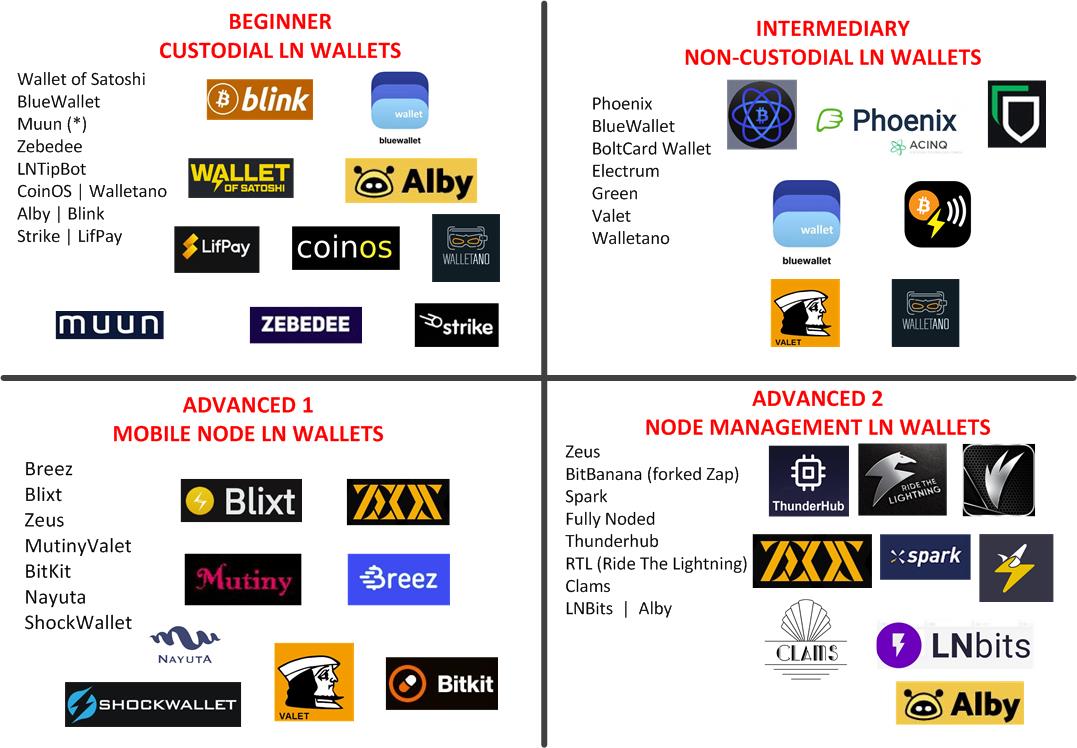 BEGINNER
CUSTODIAL LN WALLETS
Wallet of Satoshi
BlueWallet
Muun (*)
Zebedee
LNTipBot
CoinOS | Walletano
Alby | Blink
Strike | LifPay
blink
wallet
bluewallet
WALLET
OF SATOSHI
Alby
LifPay
coinos
WALLETANO
muun
ZEBEDEE
strike
INTERMEDIARY
NON-CUSTODIAL LN WALLETS
Phoenix
BlueWallet
BoltCard Wallet
Electrum
Green
Valet
Walletano
Phoenix
ACINQ
wallet
bluewallet
VALET
WALLETANO
ADVANCED 1
MOBILE NODE LN WALLETS
Breez
Blixt
Zeus
MutinyValet
BitKit
Nayuta
ShockWallet
Blixt
ZEUS
Mutiny
Breez
NAYUTA
SHOCKWALLET
VALET
Bitkit
ADVANCED 2
NODE MANAGEMENT LN WALLETS
Zeus
BitBanana (forked Zap)
Spark
Fully Noded
Thunderhub
RTL (Ride The Lightning)
Clams
LNBits | Alby
ThunderHub
RIDE THE
LIGHTNING
ZEUS
spark
CLAMS
LNbits
Alby